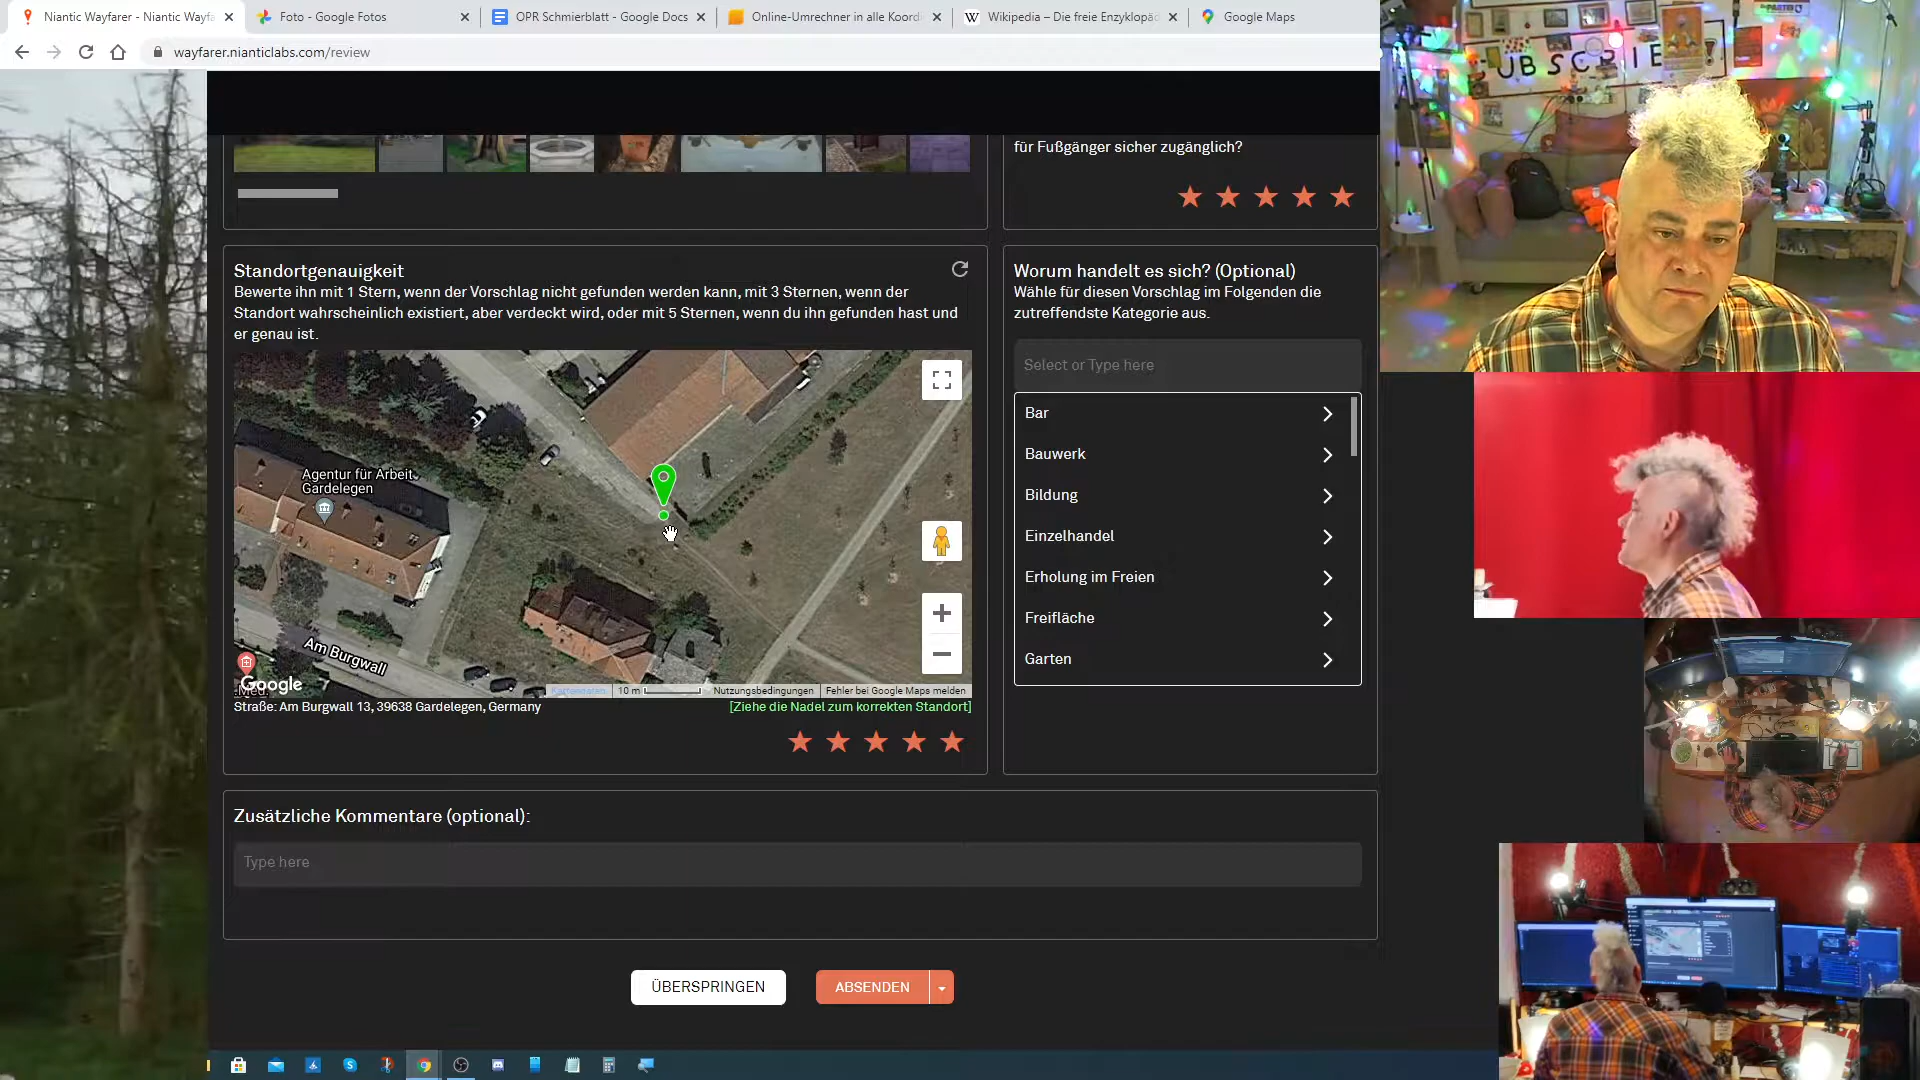 Niantic Wayfarer - Niantic Wayfa
Foto - Google Fotos
OPR Schmierblatt - Google Docs
Online-Umrechner in alle Koord
Wikipedia – Die freie Enzyklopäd
Google Maps
wayfarer.nianticlabs.com/review
für Fußgänger sicher zugänglich?
Standortgenauigkeit
Bewerte ihn mit 1 Stern, wenn der Vorschlag nicht gefunden werden kann, mit 3 Sternen, wenn der
Standort wahrscheinlich existiert, aber verdeckt wird, oder mit 5 Sternen, wenn du ihn gefunden hast und
er genau ist.
Agentur für Arbeit
Gardelegen
Am Burgwall
Med.
Google
Kartendaten
10 m
Nutzungsbedingungen
Fehler bei Google Maps melden
Straße: Am Burgwall 13, 39638 Gardelegen, Germany
[Ziehe die Nadel zum korrekten Standort]
Worum handelt es sich? (Optional)
Wähle für diesen Vorschlag im Folgenden die
zutreffendste Kategorie aus.
Select or Type here
Bar
Bauwerk
Bildung
Einzelhandel
Erholung im Freien
Freifläche
Garten
Zusätzliche Kommentare (optional):
Type here
ÜBERSPRINGEN
ABSENDEN
UBSCRIBE